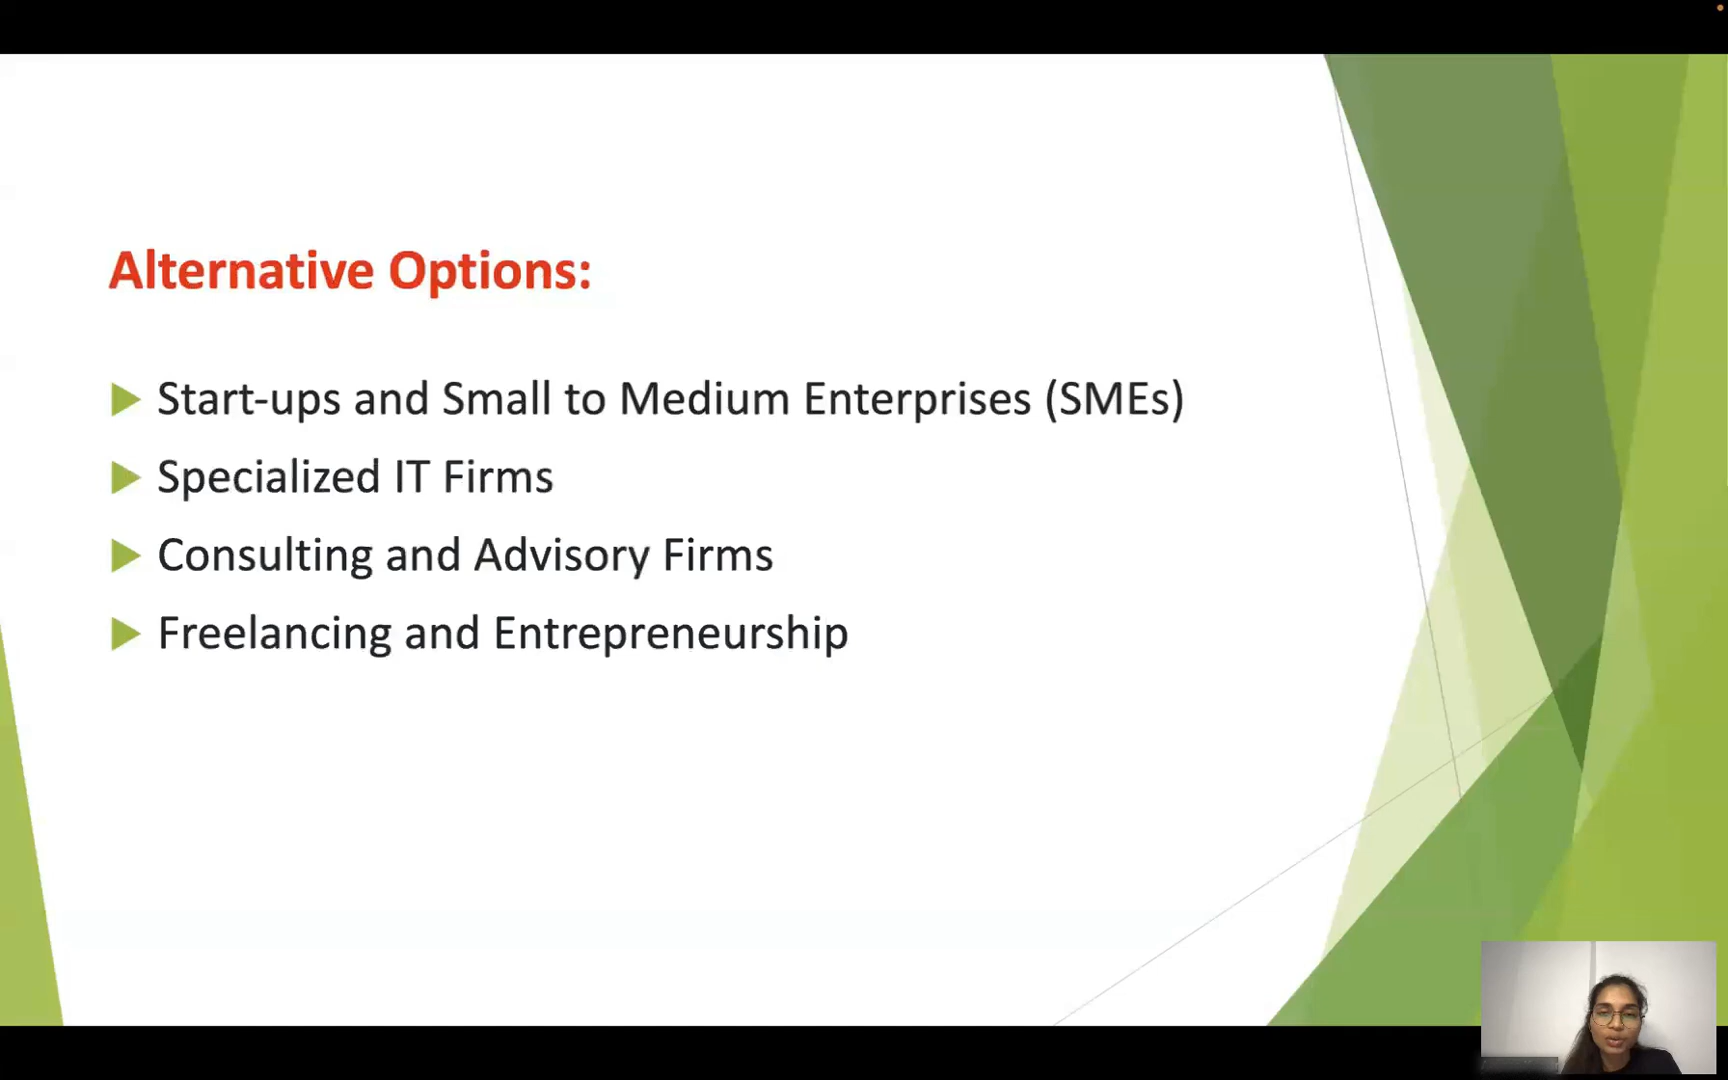 Alternative Options:
Start-ups and Small to Medium Enterprises (SMEs)
Specialized IT Firms
Consulting and Advisory Firms
Freelancing and Entrepreneurship